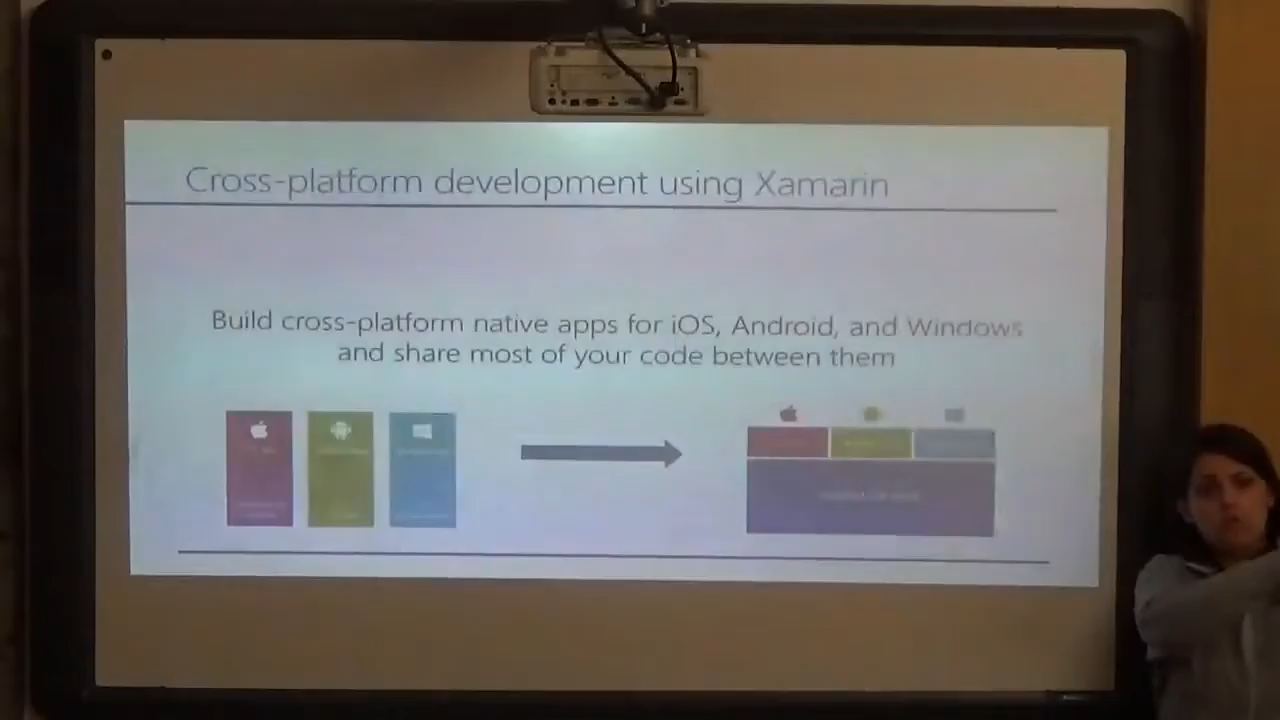 Cross-platform development using Xamarin
Build cross-platform native apps for iOS, Android, and Windows
and share most of your code between them